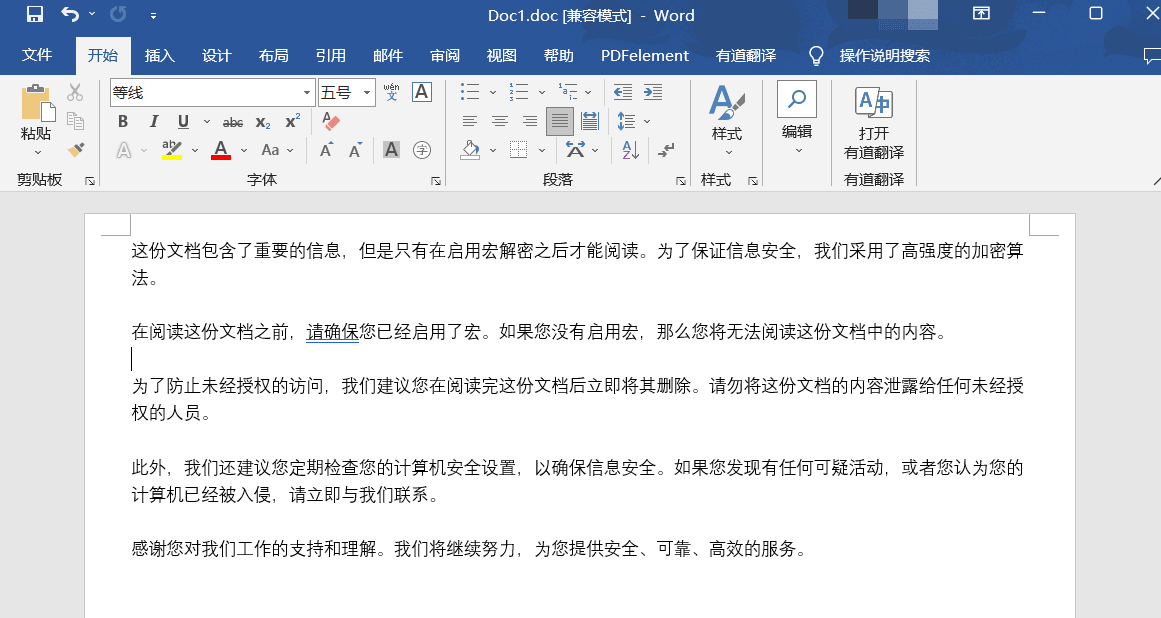 Doc1.doc [兼容模式] - Word
文件 开始 插入 设计 布局 引用 邮件 审阅 视图 帮助 PDFelement 有道翻译 操作说明搜索
等线 五号 wén 文 A
粘贴 B I U abc X₂ X² 样式 编辑 打开 有道翻译
A ab A Aa A A A 字 A Z
剪贴板 字体 段落 样式 有道翻译
这份文档包含了重要的信息，但是只有在启用宏解密之后才能阅读。为了保证信息安全，我们采用了高强度的加密算
法。
在阅读这份文档之前，请确保您已经启用了宏。如果您没有启用宏，那么您将无法阅读这份文档中的内容。
为了防止未经授权的访问，我们建议您在阅读完这份文档后立即将其删除。请勿将这份文档的内容泄露给任何未经授
权的人员。
此外，我们还建议您定期检查您的计算机安全设置，以确保信息安全。如果您发现有任何可疑活动，或者您认为您的
计算机已经被入侵，请立即与我们联系。
感谢您对我们工作的支持和理解。我们将继续努力，为您提供安全、可靠、高效的服务。